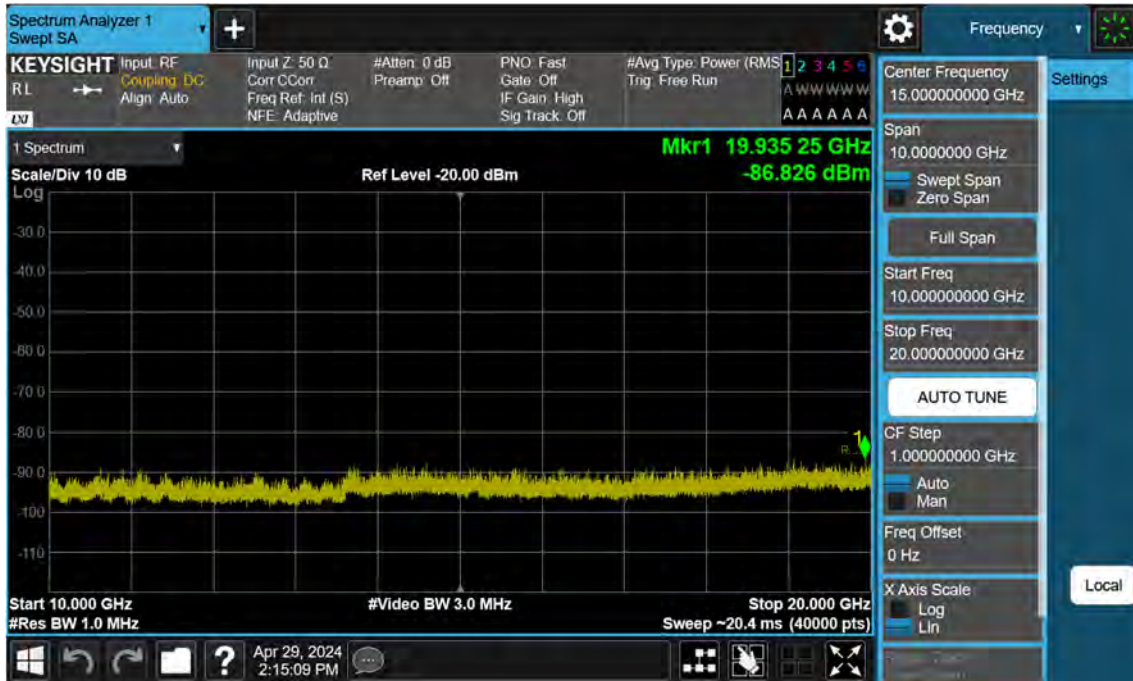 Spectrum Analyzer 1
Swept SA
+
Frequency
KEYSIGHT
RL
LXI
Input: RF
Coupling: DC
Align: Auto
Input Z: 50 Ω
Corr CCorr
Freq Ref: Int (S)
NFE: Adaptive
#Atten: 0 dB
Preamp: Off
PNO: Fast
Gate: Off
IF Gain: High
Sig Track: Off
#Avg Type: Power (RMS
Trig: Free Run
1 2 3 4 5 6
A W W W W W
A A A A A A
1 Spectrum
Scale/Div 10 dB
Ref Level -20.00 dBm
Mkr1 19.935 25 GHz
-86.826 dBm
Log
-30.0
-40.0
-50.0
-60.0
-70.0
-80.0
-90.0
-100
-110
1
Start 10.000 GHz
#Res BW 1.0 MHz
#Video BW 3.0 MHz
Stop 20.000 GHz
Sweep ~20.4 ms (40000 pts)
Center Frequency
15.000000000 GHz
Span
10.0000000 GHz
Swept Span
Zero Span
Full Span
Start Freq
10.000000000 GHz
Stop Freq
20.000000000 GHz
AUTO TUNE
CF Step
1.000000000 GHz
Auto
Man
Freq Offset
0 Hz
X Axis Scale
Log
Lin
Settings
Local
?
Apr 29, 2024
2:15:09 PM